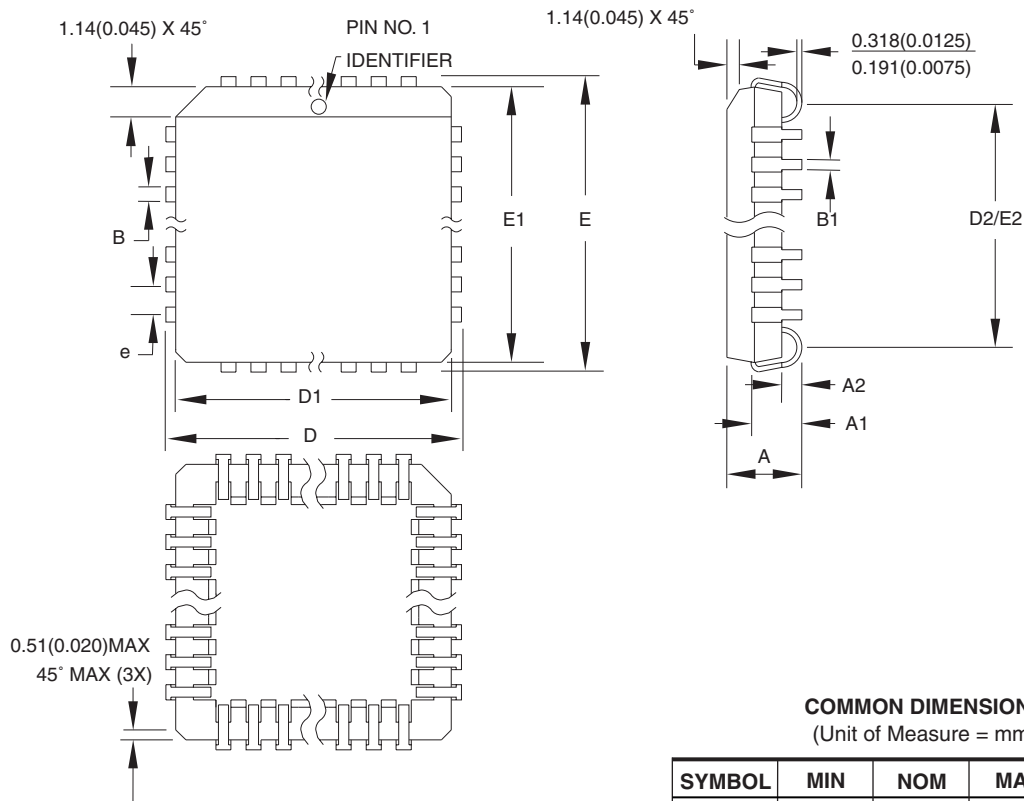 1.14(0.045) X 45˚
PIN NO. 1
IDENTIFIER
1.14(0.045) X 45˚
0.318(0.0125)
0.191(0.0075)
E1
E
B
e
D1
D
B1
D2/E2
A2
A1
A
0.51(0.020)MAX
45˚ MAX (3X)
COMMON DIMENSION
(Unit of Measure = mm
SYMBOL MIN NOM MA